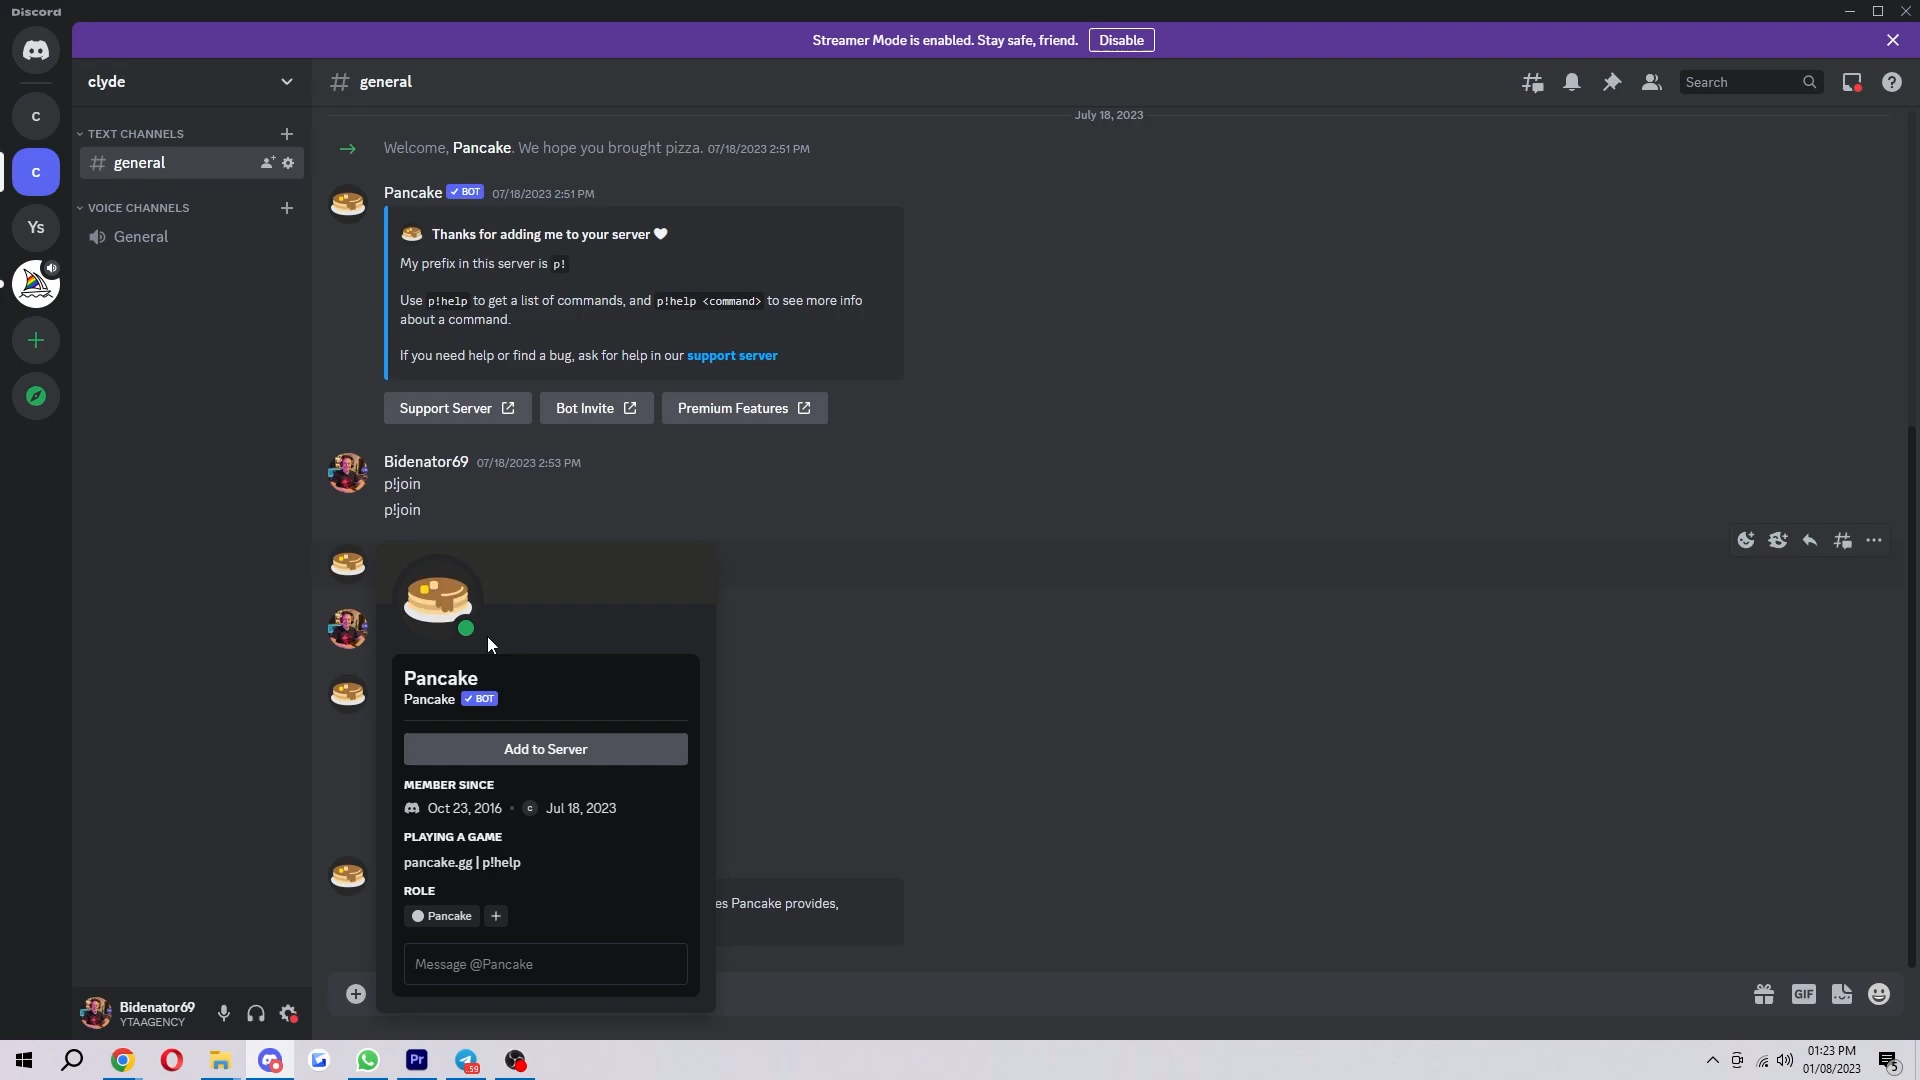 Discord
Streamer Mode is enabled. Stay safe, friend. Disable
clyde
general
Search
C
TEXT CHANNELS
general
C
VOICE CHANNELS
Ys
General
July 18, 2023
Welcome, Pancake. We hope you brought pizza. 07/18/2023 2:51 PM
Pancake BOT 07/18/2023 2:51 PM
Thanks for adding me to your server
My prefix in this server is p!
Use p!help to get a list of commands, and p!help <command> to see more info
about a command.
If you need help or find a bug, ask for help in our support server
Support Server Bot Invite Premium Features
Bidenator69 07/18/2023 2:53 PM
p!join
p!join
Pancake
Pancake BOT
Add to Server
MEMBER SINCE
Oct 23, 2016 • C Jul 18, 2023
PLAYING A GAME
pancake.gg | p!help
ROLE
Pancake
es Pancake provides,
Message @Pancake
GIF
Bidenator69
YTAAGENCY
Pr
..59
01:23 PM
01/08/2023
5